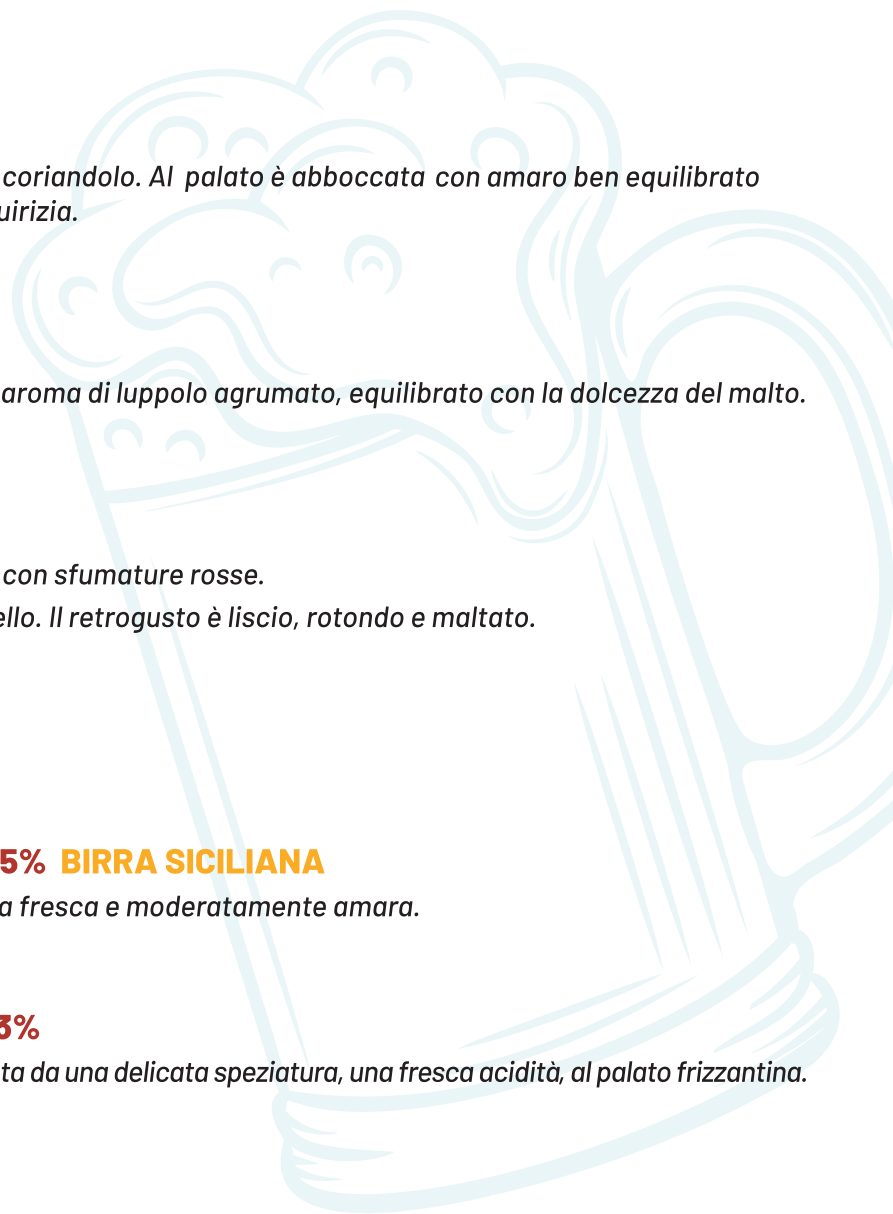 coriandolo. Al palato è abboccata con amaro ben equilibrato
uirizia.
aroma di luppolo agrumato, equilibrato con la dolcezza del malto.
con sfumature rosse.
ello. Il retrogusto è liscio, rotondo e maltato.
5% BIRRA SICILIANA
a fresca e moderatamente amara.
3%
ta da una delicata speziatura, una fresca acidità, al palato frizzantina.